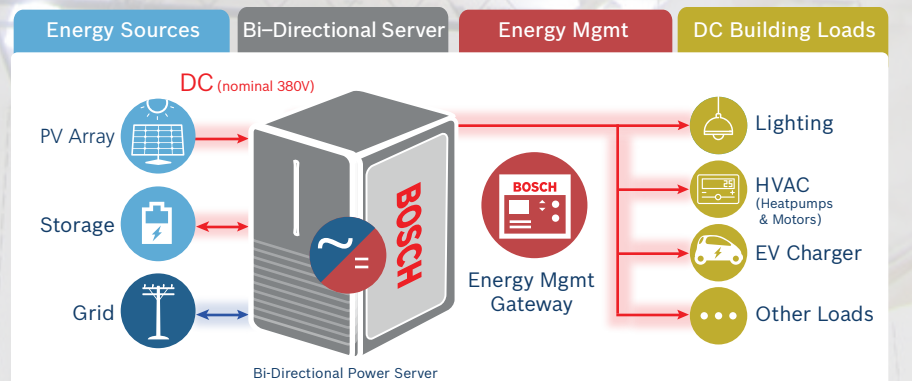 Energy Sources
Bi–Directional Server
Energy Mgmt
DC Building Loads
DC (nominal 380V)
PV Array
Storage
Grid
BOSCH
~
=
Bi-Directional Power Server
BOSCH
Energy Mgmt
Gateway
Lighting
25
HVAC
(Heatpumps
& Motors)
EV Charger
Other Loads